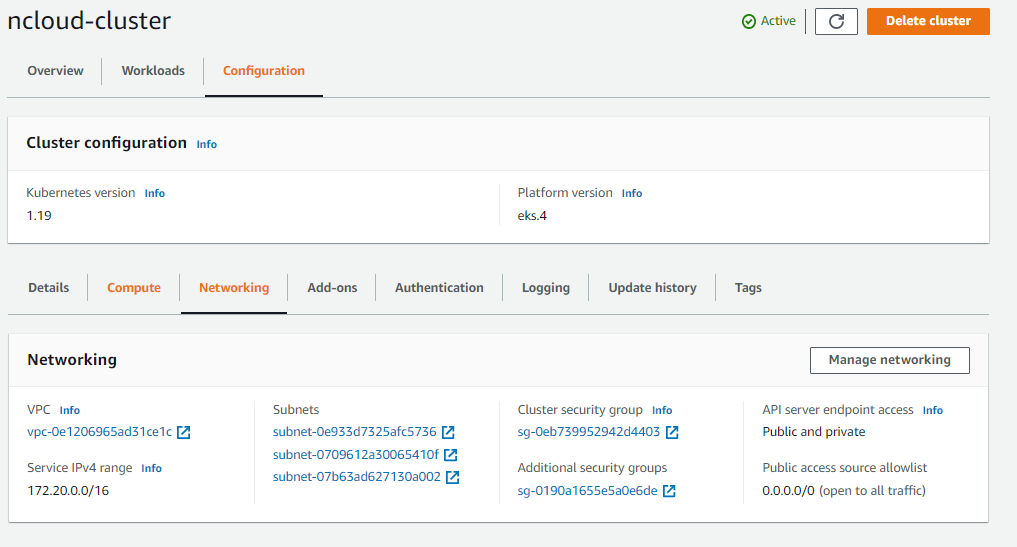 ncloud-cluster
Active
Delete cluster
Overview
Workloads
Configuration
Cluster configuration Info
Kubernetes version Info
1.19
Platform version Info
eks.4
Details
Compute
Networking
Add-ons
Authentication
Logging
Update history
Tags
Networking
Manage networking
VPC Info
vpc-0e1206965ad31ce1c
Service IPv4 range Info
172.20.0.0/16
Subnets
subnet-0e933d7325afc5736
subnet-0709612a30065410f
subnet-07b63ad627130a002
Cluster security group Info
sg-0eb739952942d4403
Additional security groups
sg-0190a1655e5a0e6de
API server endpoint access Info
Public and private
Public access source allowlist
0.0.0.0/0 (open to all traffic)